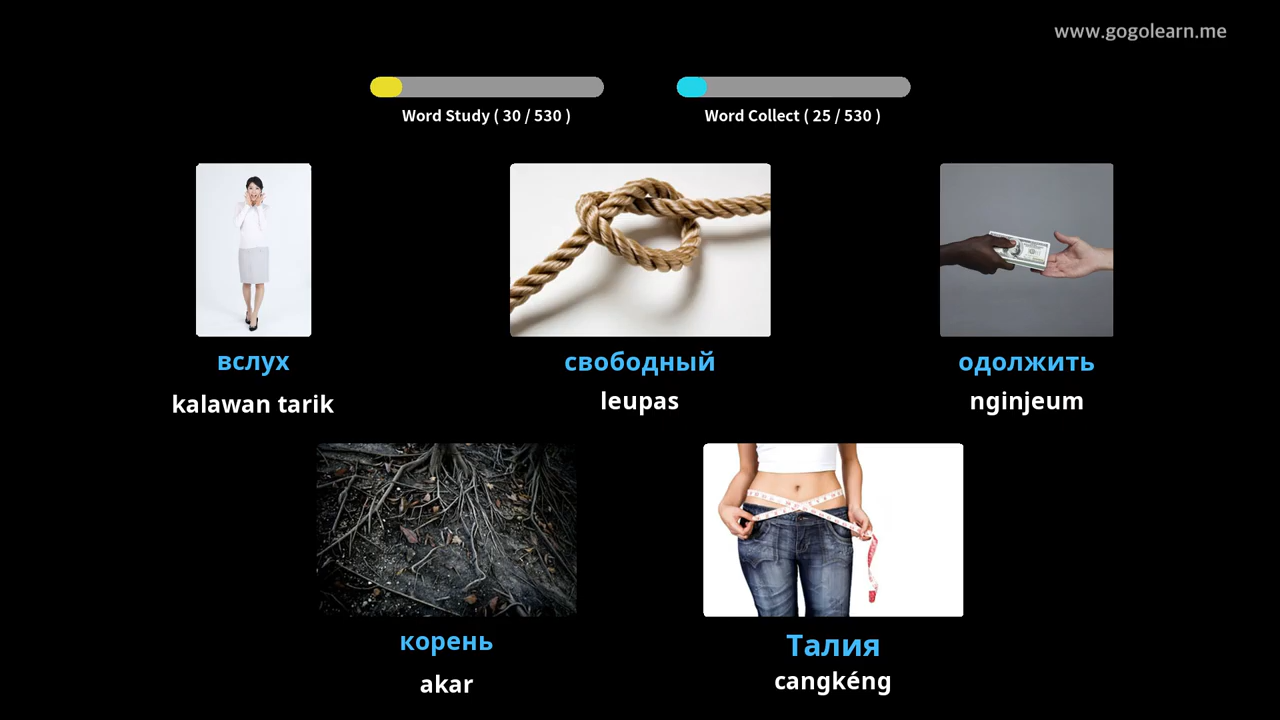 www.gogolearn.me
Word Study ( 30 / 530 )
Word Collect ( 25 / 530 )
вслух
kalawan tarik
свободный
leupas
одолжить
nginjeum
корень
akar
Талия
cangkéng